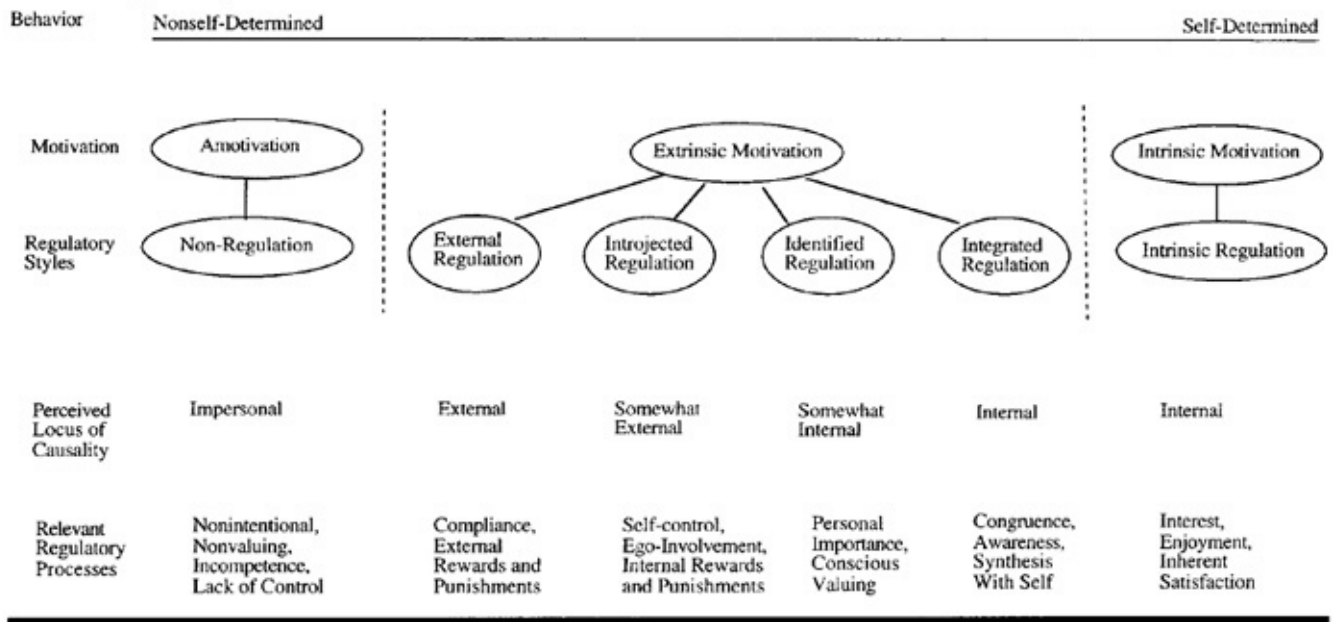 Behavior
Nonself-Determined
Self-Determined
Motivation
Amotivation
Extrinsic Motivation
Intrinsic Motivation
Regulatory
Styles
Non-Regulation
External
Regulation
Introjected
Regulation
Identified
Regulation
Integrated
Regulation
Intrinsic Regulation
Perceived
Locus of
Causality
Impersonal
External
Somewhat
External
Somewhat
Internal
Internal
Internal
Relevant
Regulatory
Processes
Nonintentional,
Nonvaluing,
Incompetence,
Lack of Control
Compliance,
External
Rewards and
Punishments
Self-control,
Ego-Involvement,
Internal Rewards
and Punishments
Personal
Importance,
Conscious
Valuing
Congruence,
Awareness,
Synthesis
With Self
Interest,
Enjoyment,
Inherent
Satisfaction